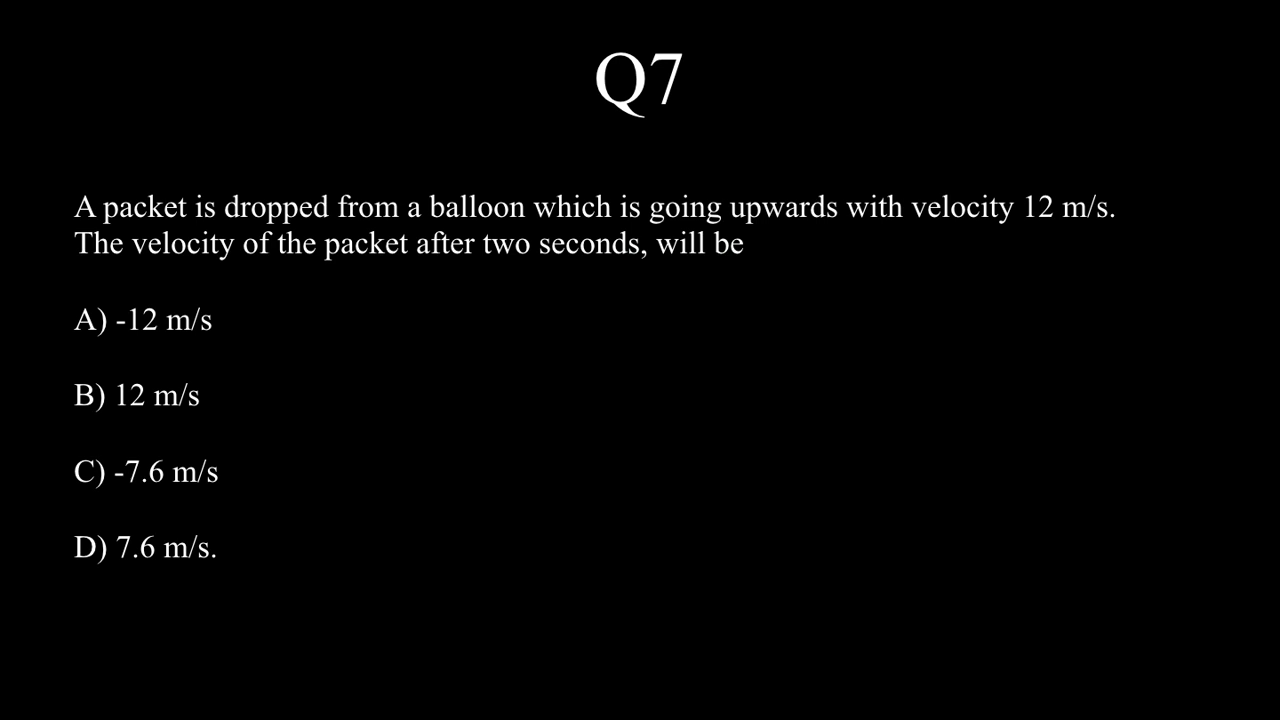 Q7
A packet is dropped from a balloon which is going upwards with velocity 12 m/s.
The velocity of the packet after two seconds, will be
A) -12 m/s
B) 12 m/s
C) -7.6 m/s
D) 7.6 m/s.